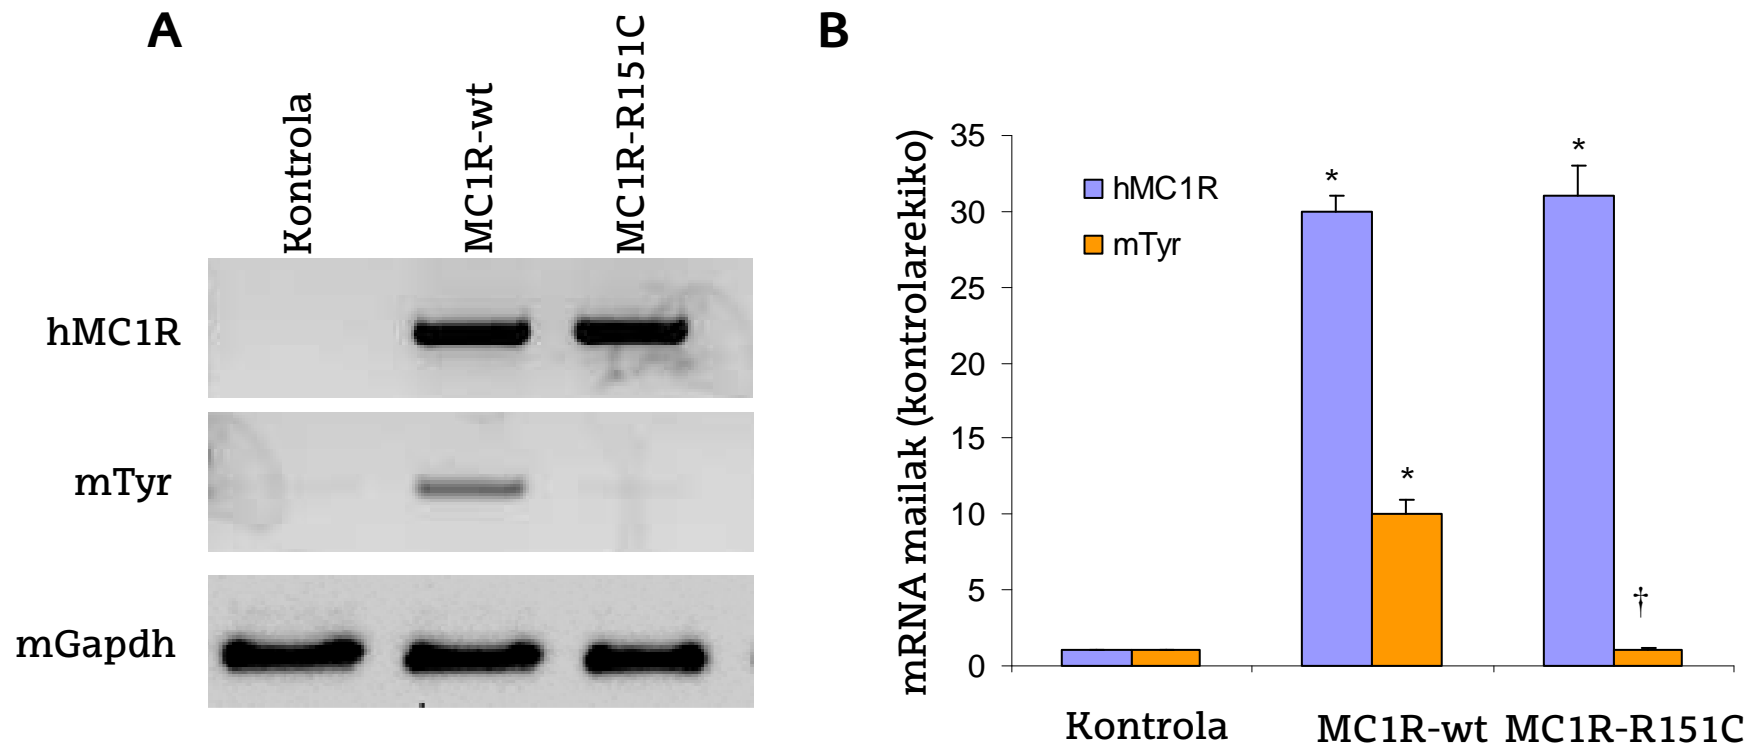 A
Kontrola
MC1R-wt
MC1R-R151C
hMC1R
mTyr
mGapdh
B
mRNA mailak (kontrolarekiko)
35
30
25
20
15
10
5
0
hMC1R
mTyr
*
*
*
†
Kontrola
MC1R-wt
MC1R-R151C